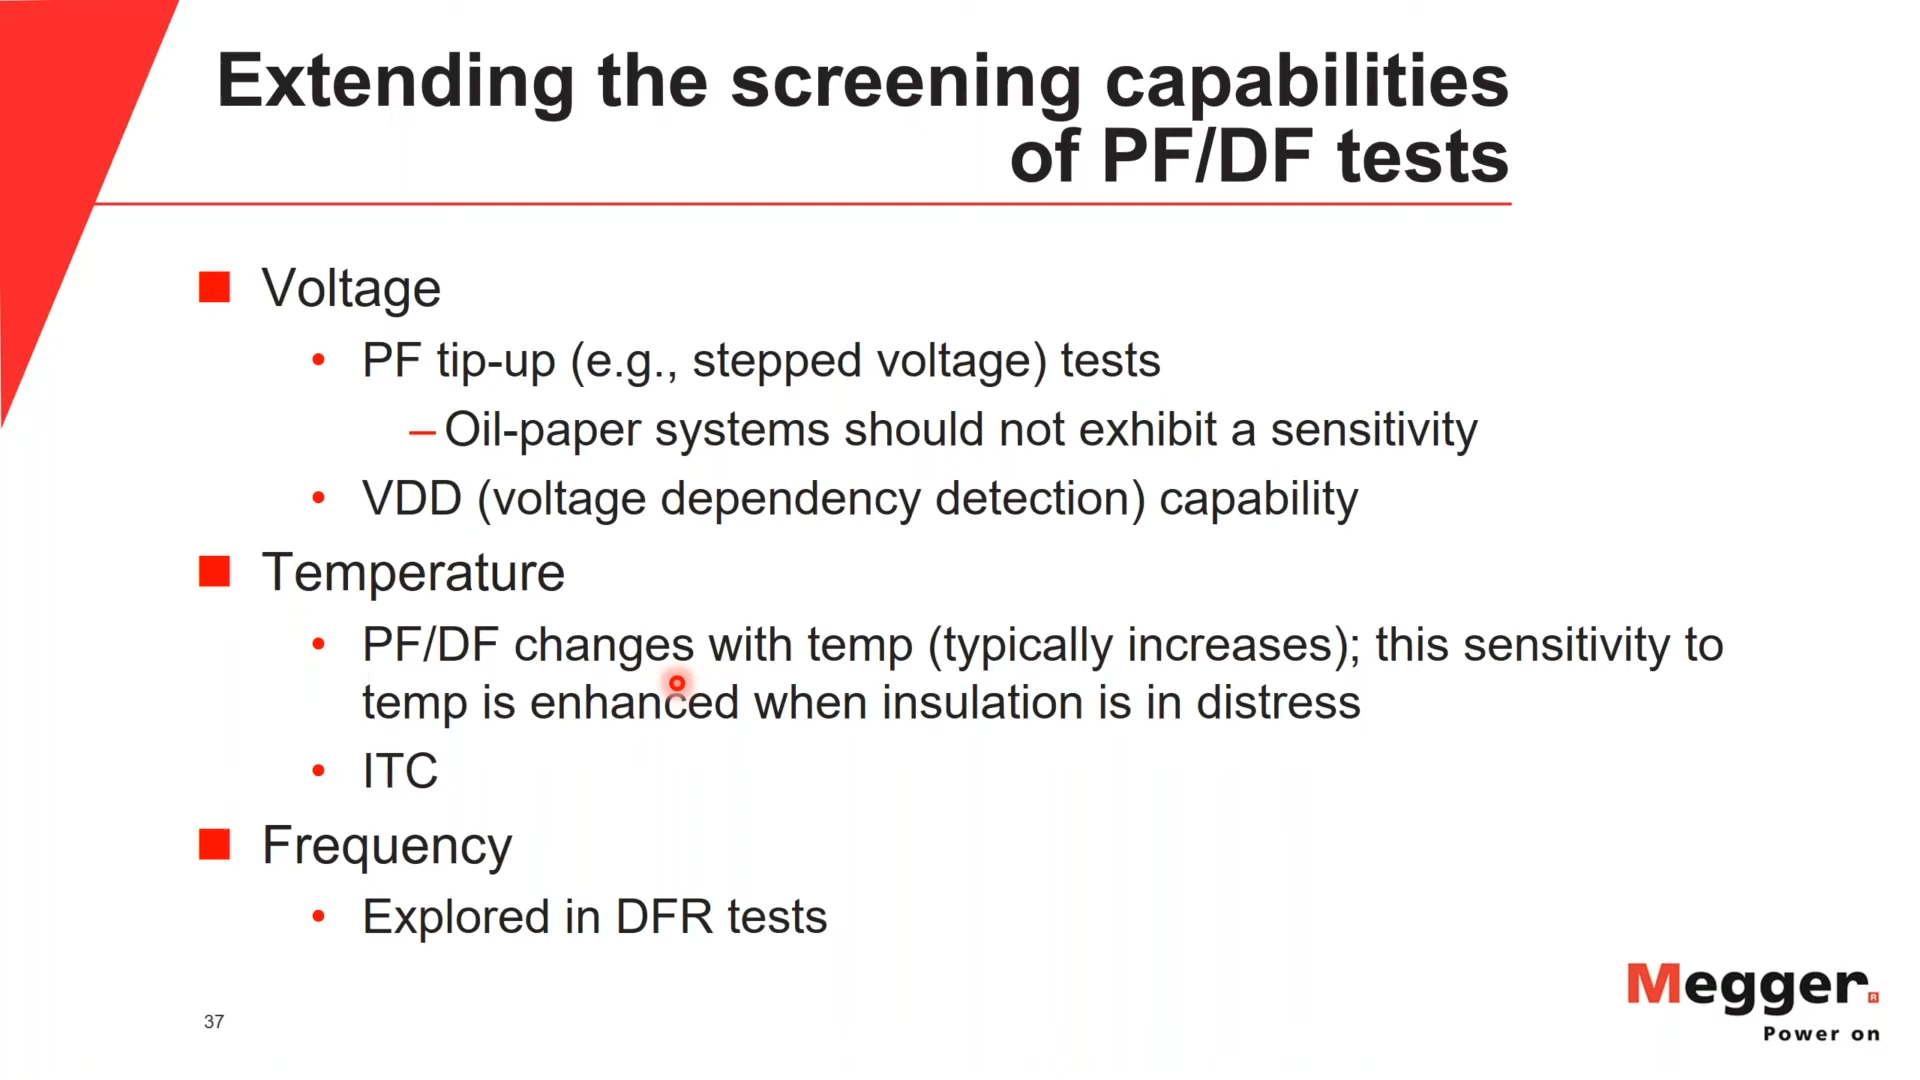 Extending the screening capabilities
of PF/DF tests
Voltage
• PF tip-up (e.g., stepped voltage) tests
– Oil-paper systems should not exhibit a sensitivity
• VDD (voltage dependency detection) capability
Temperature
• PF/DF changes with temp (typically increases); this sensitivity to
temp is enhanced when insulation is in distress
• ITC
Frequency
• Explored in DFR tests
37
Megger®
Power on